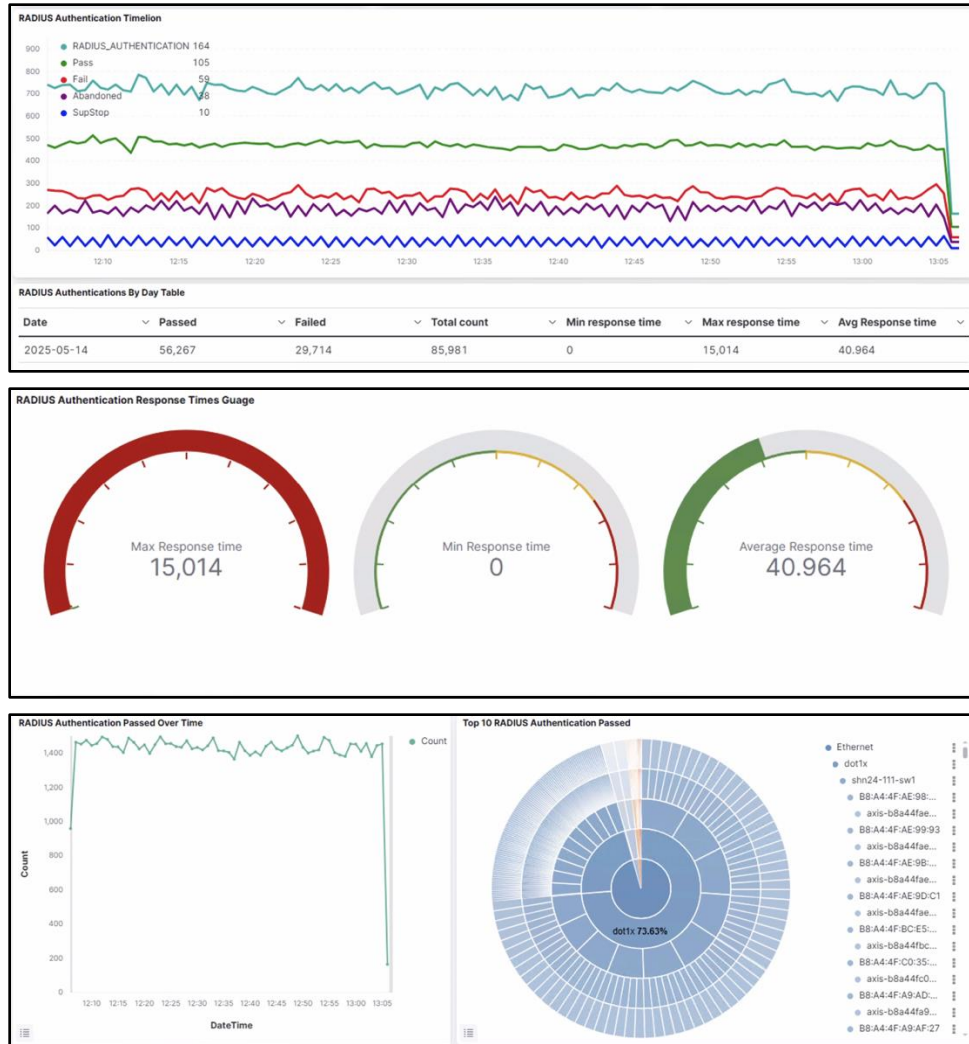 RADIUS Authentication Timelion
900
RADIUS_AUTHENTICATION 164
800
Pass 105
700
Fail 59
Abandoned 38
600
SupStop 10
500
400
300
200
100
0
12:10 12:15 12:20 12:25 12:30 12:35 12:40 12:45 12:50 12:55 13:00 13:05
RADIUS Authentications By Day Table
Date Passed Failed Total count Min response time Max response time Avg Response time
2025-05-14 56,267 29,714 85,981 0 15,014 40.964
RADIUS Authentication Response Times Guage
Max Response time
15,014
Min Response time
0
Average Response time
40.964
RADIUS Authentication Passed Over Time
Count
1,400
1,200
1,000
800
600
400
200
0
Count
12:10 12:15 12:20 12:25 12:30 12:35 12:40 12:45 12:50 12:55 13:00 13:05
DateTime
Top 10 RADIUS Authentication Passed
dot1x 73.63%
Ethernet
dot1x
shn24-111-sw1
B8:A4:4F:AE:98:...
axis-b8a44fae...
B8:A4:4F:AE:99:93
axis-b8a44fae...
B8:A4:4F:AE:9B:...
axis-b8a44fae...
B8:A4:4F:AE:9D:C1
axis-b8a44fae...
B8:A4:4F:BC:E5:...
axis-b8a44fbc...
B8:A4:4F:C0:35:...
axis-b8a44fc0...
B8:A4:4F:A9:AD:...
axis-b8a44fa9...
B8:A4:4F:A9:AF:27